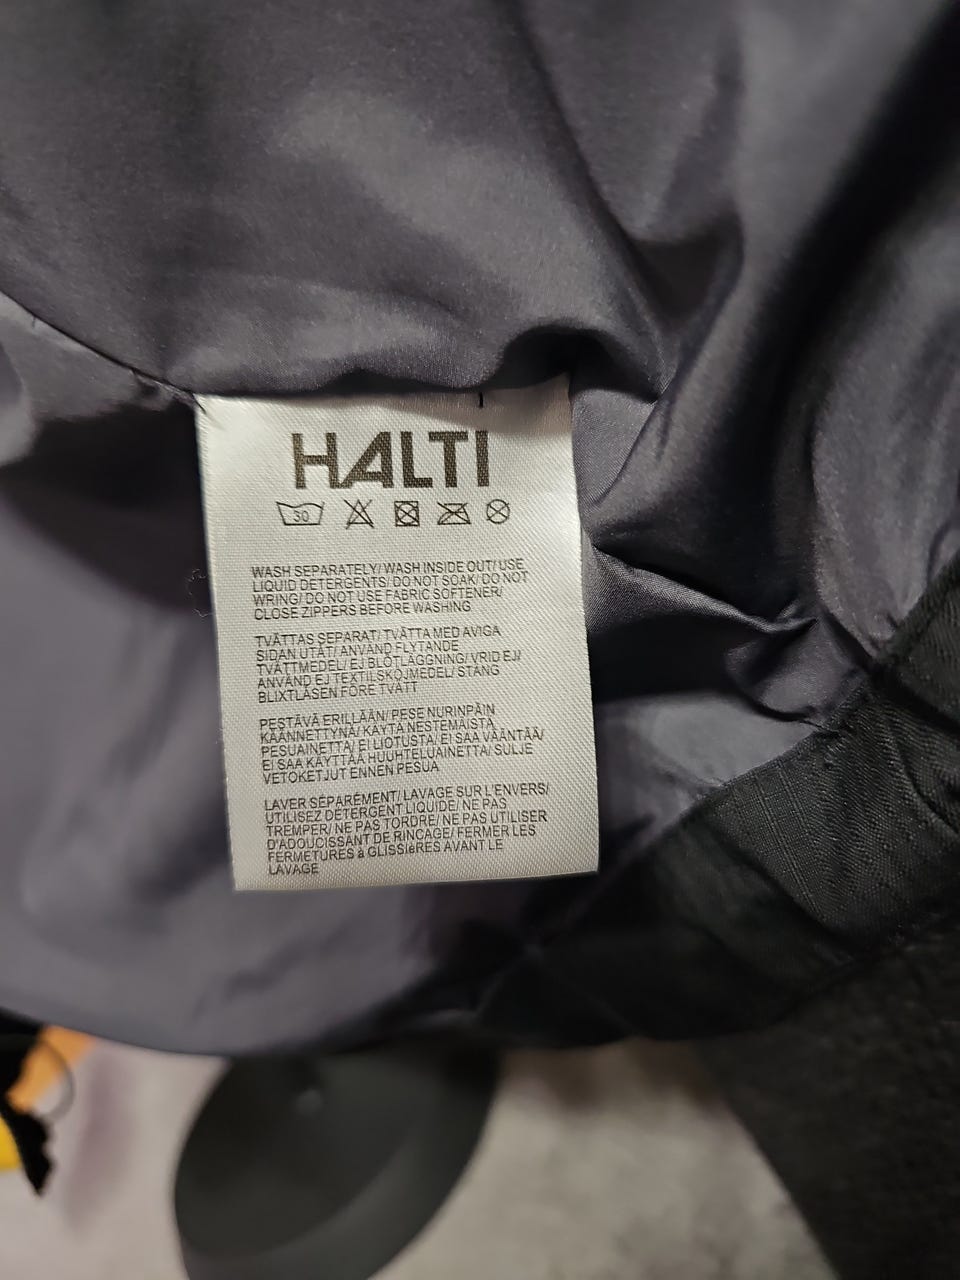 HALTI
30
WASH SEPARATELY/ WASH INSIDE OUT/ USE
LIQUID DETERGENTS/ DO NOT SOAK/ DO NOT
WRING/ DO NOT USE FABRIC SOFTENER/
CLOSE ZIPPERS BEFORE WASHING
TVÄTTAS SEPARAT/ TVÄTTA MED AVIGA
SIDAN UTÅT/ ANVÄND FLYTANDE
TVÄTTMEDEL/ EJ BLÖTLÄGGNING/ VRID EJ/
ANVÄND EJ TEXTILSKÖJMEDEL/ STÄNG
BLIXTLÅSEN FÖRE TVÄTT
PESTÄVÄ ERILLÄÄN/ PESE NURINPÄIN
KÄÄNNETTYNÄ/ KÄYTÄ NESTEMÄISTÄ
PESUAINETTA/ EI LIOTUSTA/ EI SAA VÄÄNTÄÄ/
EI SAA KÄYTTÄÄ HUUHTELUAINETTA/ SULJE
VETOKETJUT ENNEN PESUA
LAVER SÉPARÉMENT/ LAVAGE SUR L'ENVERS/
UTILISEZ DÉTERGENT LIQUIDE/ NE PAS
TREMPER/ NE PAS TORDRE/ NE PAS UTILISER
D'ADOUCISSANT DE RINCAGE/ FERMER LES
FERMETURES à GLISSIèRES AVANT LE
LAVAGE